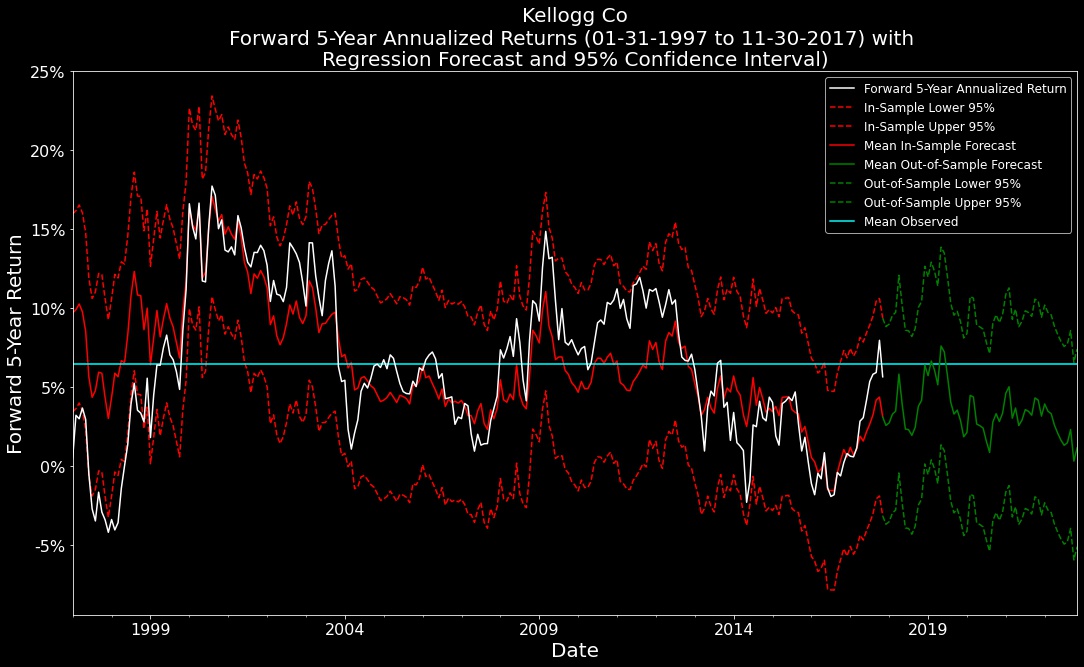 Kellogg Co
Forward 5-Year Annualized Returns (01-31-1997 to 11-30-2017) with
Regression Forecast and 95% Confidence Interval)
25%
20%
15%
10%
5%
0%
-5%
Forward 5-Year Return
Forward 5-Year Annualized Return
In-Sample Lower 95%
In-Sample Upper 95%
Mean In-Sample Forecast
Mean Out-of-Sample Forecast
Out-of-Sample Lower 95%
Out-of-Sample Upper 95%
Mean Observed
1999
2004
2009
2014
2019
Date